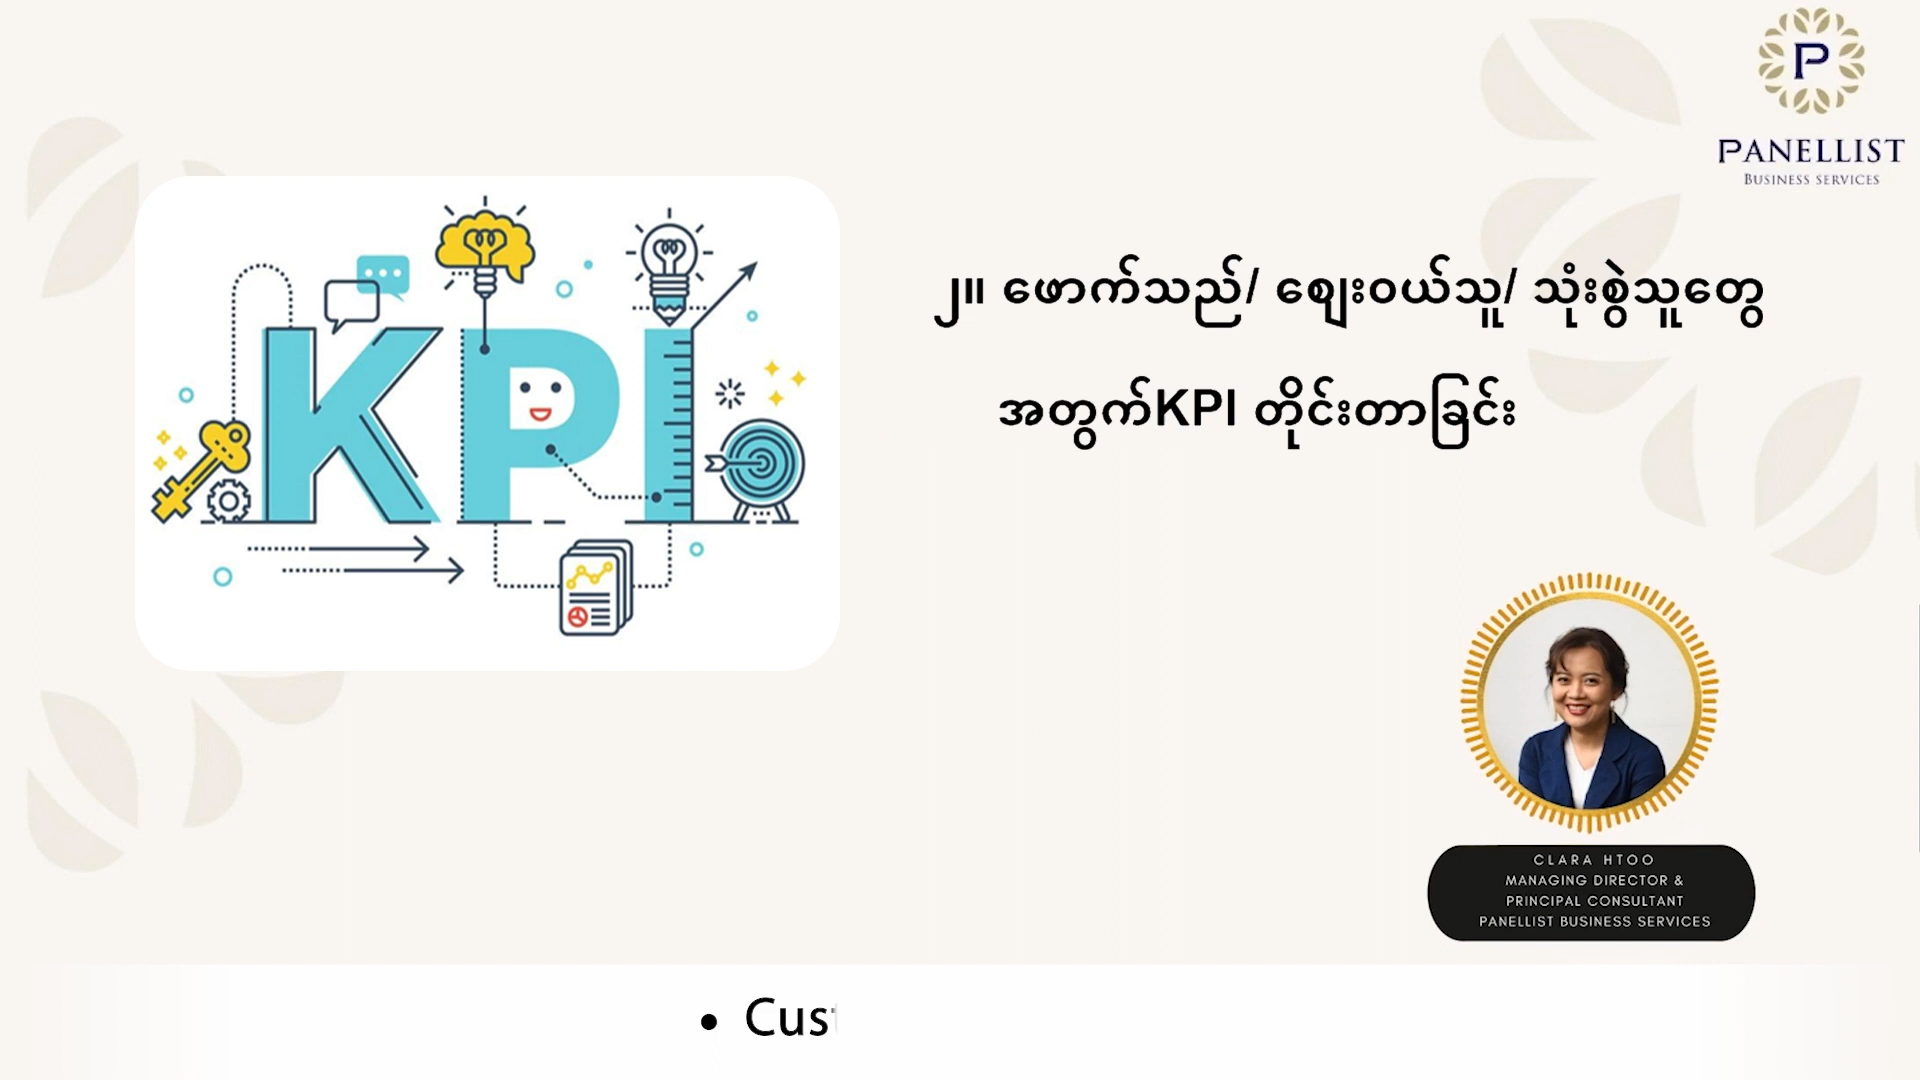 P
PANELLIST
BUSINESS SERVICES
KPI
၂။ ဖောက်သည်/ ဈေးဝယ်သူ/ သုံးစွဲသူတွေ
အတွက်KPI တိုင်းတာခြင်း
CLARA HTOO
MANAGING DIRECTOR &
PRINCIPAL CONSULTANT
PANELLIST BUSINESS SERVICES
• Cus